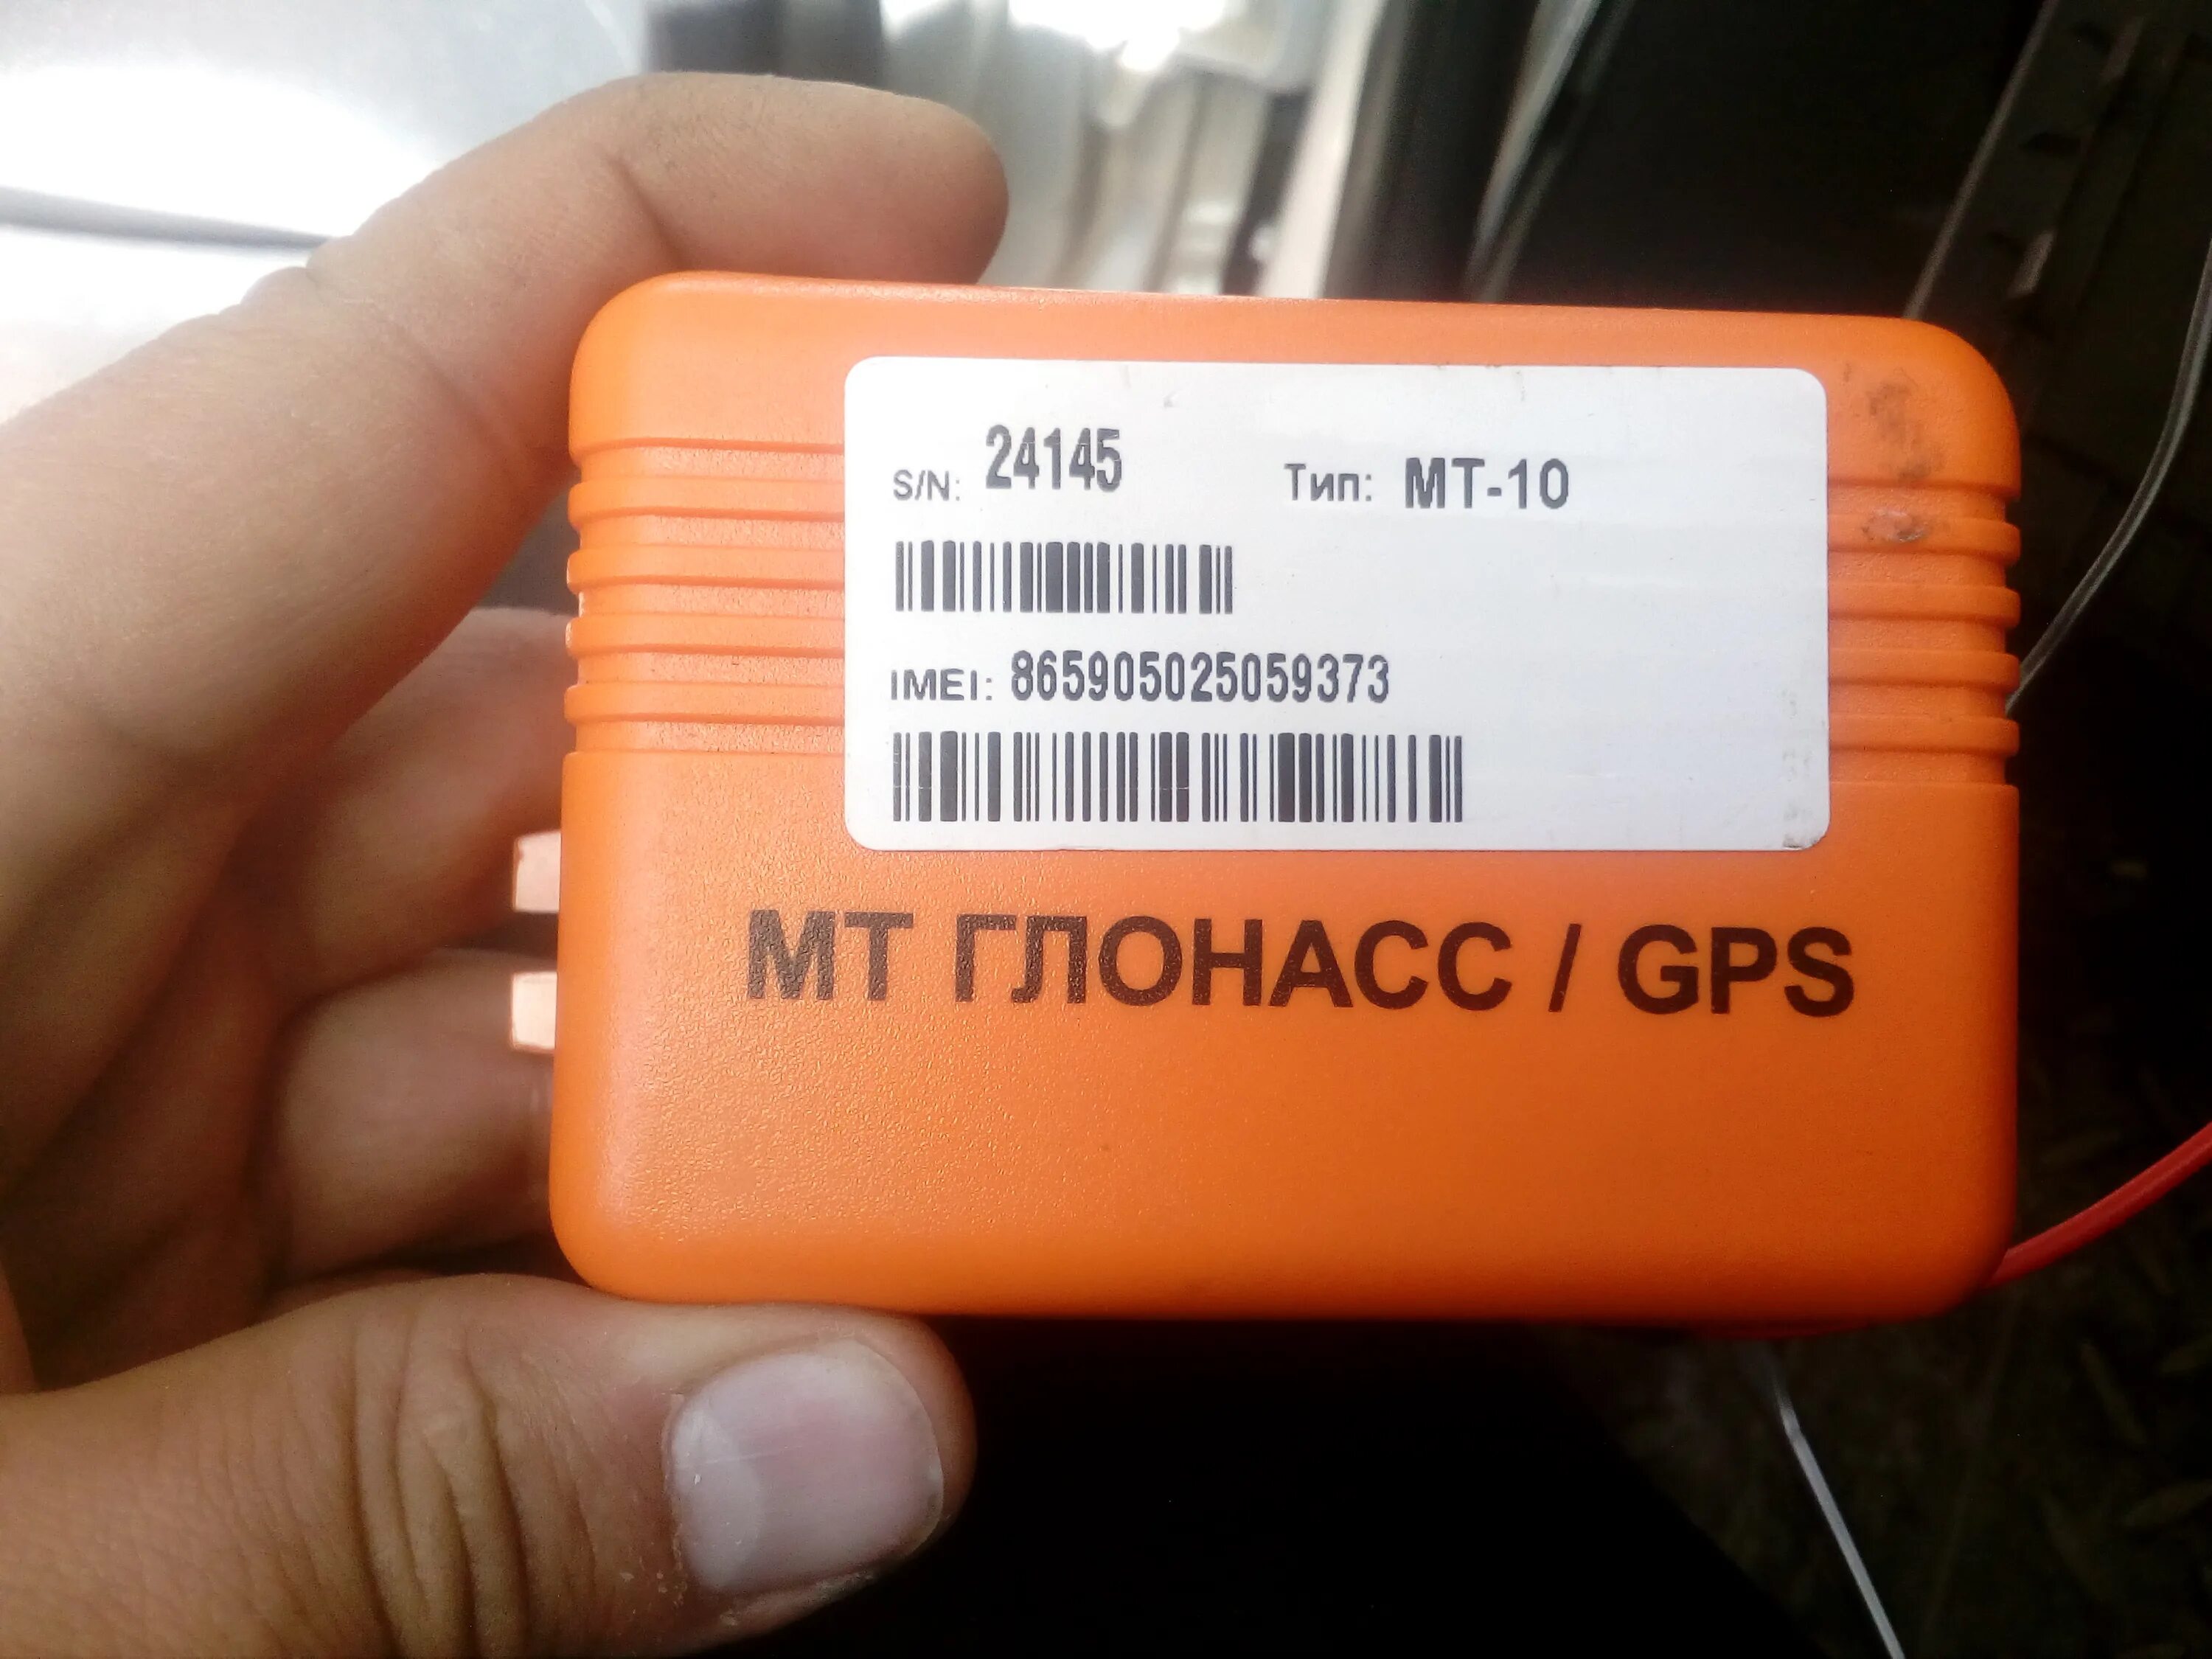 S/N: 24145 Тип: МТ-10
IMEI: 865905025059373
МТ ГЛОНАСС / GPS